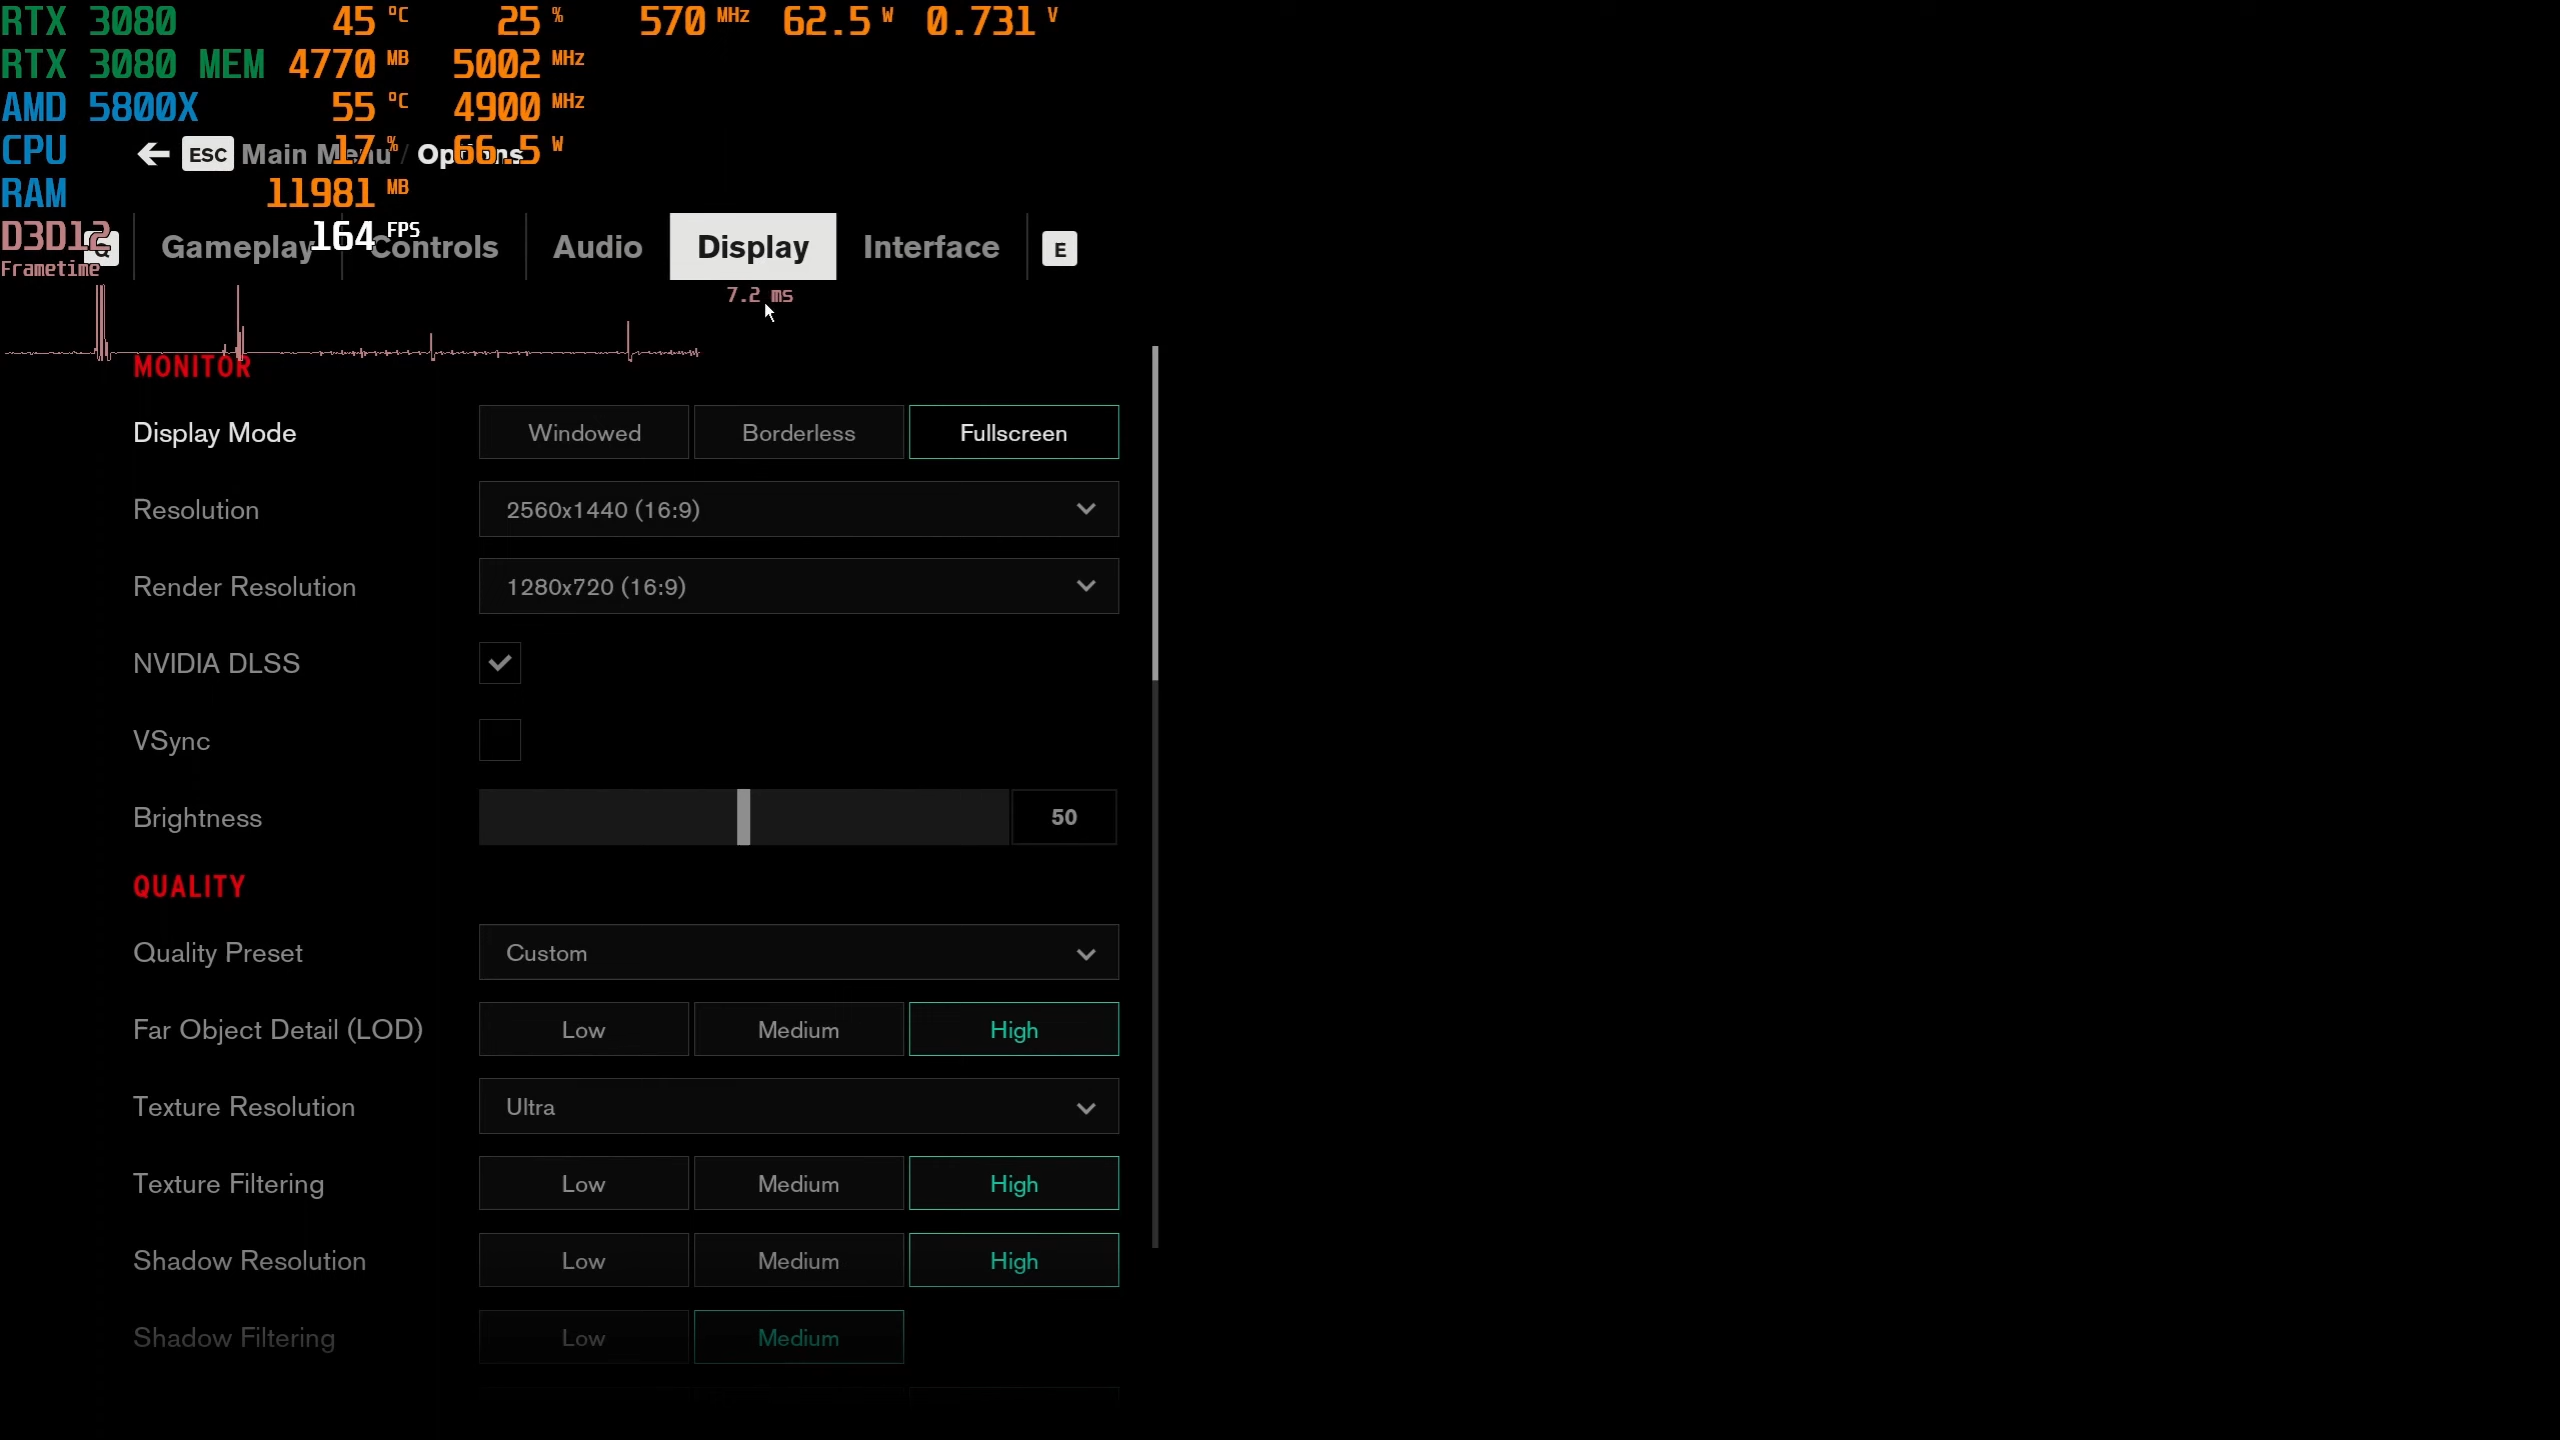 RTX 3080 45 °C 25 % 570 MHz 62.5 W 0.731 V
RTX 3080 MEM 4770 MB 5002 MHz
AMD 5800X 55 °C 4900 MHz
CPU 17 % 66.5 W
ESC Main Menu / Options
RAM 11981 MB
D3D12 164 FPS
Q Gameplay Controls Audio Display Interface E
Frametime
7.2 ms
MONITOR
Display Mode Windowed Borderless Fullscreen
Resolution 2560x1440 (16:9)
Render Resolution 1280x720 (16:9)
NVIDIA DLSS
VSync
Brightness 50
QUALITY
Quality Preset Custom
Far Object Detail (LOD) Low Medium High
Texture Resolution Ultra
Texture Filtering Low Medium High
Shadow Resolution Low Medium High
Shadow Filtering Low Medium